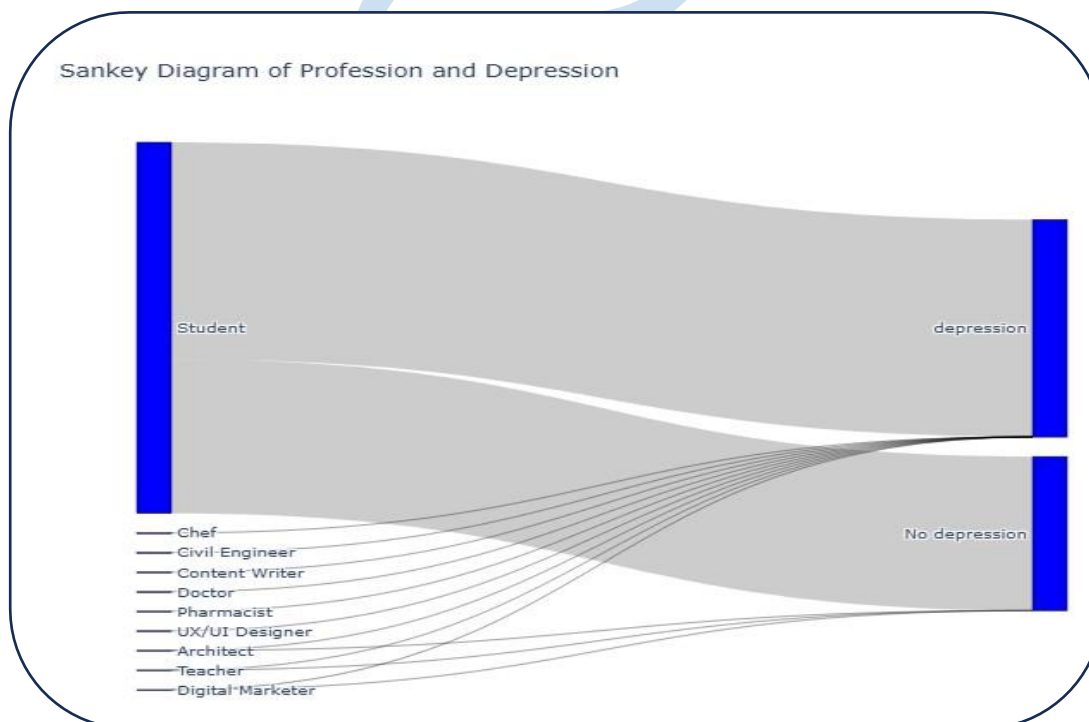 Sankey Diagram of Profession and Depression
Student
depression
Chef
No depression
Civil Engineer
Content Writer
Doctor
Pharmacist
UX/UI Designer
Architect
Teacher
Digital Marketer